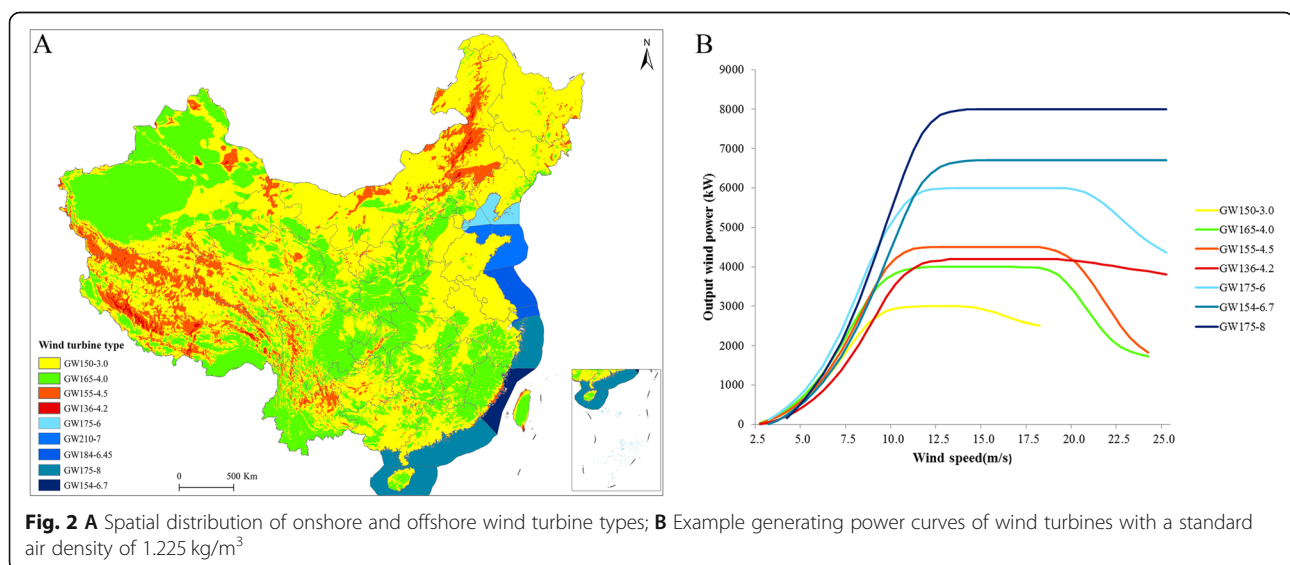 A
N
Wind turbine type
GW150-3.0
GW165-4.0
GW155-4.5
GW136-4.2
GW175-6
GW210-7
GW184-6.45
GW175-8
GW154-6.7
0 500 Km
B
9000
8000
7000
6000
5000
4000
3000
2000
1000
0
Output wind power (kW)
2.5 5.0 7.5 10.0 12.5 15.0 17.5 20.0 22.5 25.0
Wind speed(m/s)
GW150-3.0
GW165-4.0
GW155-4.5
GW136-4.2
GW175-6
GW154-6.7
GW175-8
Fig. 2 A Spatial distribution of onshore and offshore wind turbine types; B Example generating power curves of wind turbines with a standard
air density of 1.225 kg/m³